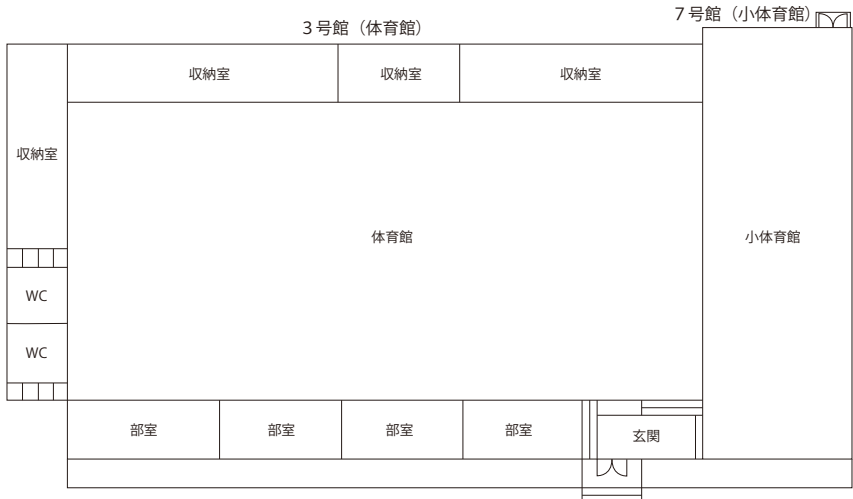 3号館（体育館）
7号館（小体育館）
収納室
収納室
収納室
収納室
体育館
小体育館
WC
WC
部室
部室
部室
部室
玄関